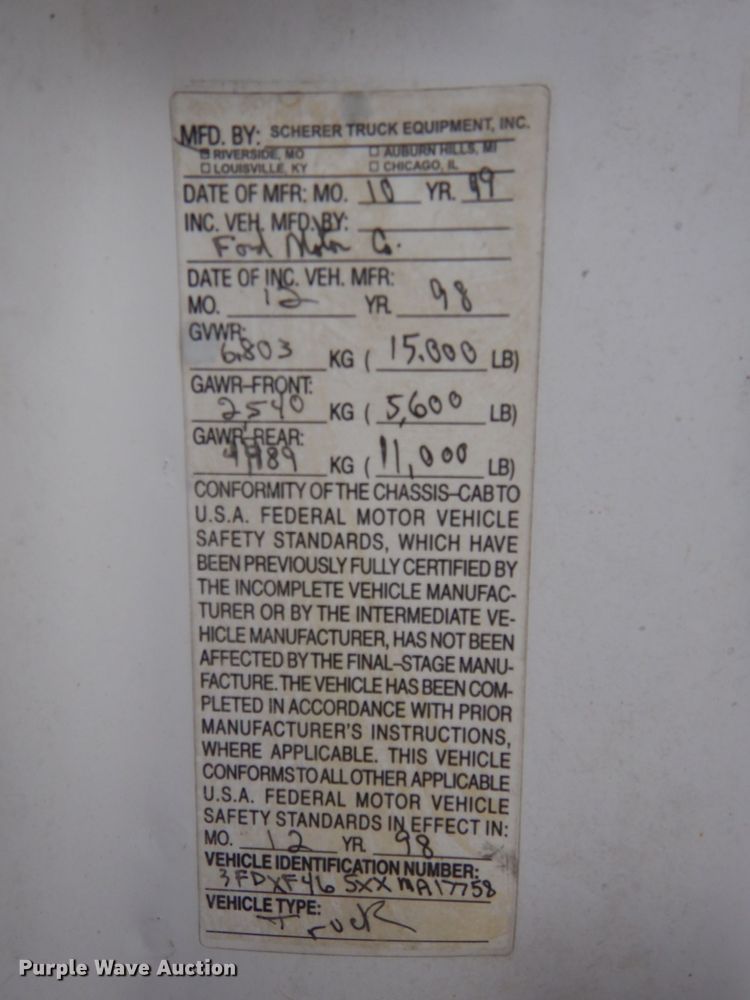 MFD. BY: SCHERER TRUCK EQUIPMENT, INC.
RIVERSIDE, MO AUBURN HILLS, MI
LOUISVILLE, KY CHICAGO, IL
DATE OF MFR: MO. 10 YR. 99
INC. VEH. MFD. BY:
Ford Motor Co.
DATE OF INC. VEH. MFR:
MO. 12 YR. 98
GVWR:
6,803 KG ( 15,000 LB)
GAWR-FRONT:
2,540 KG ( 5,600 LB)
GAWR-REAR:
4,989 KG ( 11,000 LB)
CONFORMITY OF THE CHASSIS-CAB TO
U.S.A. FEDERAL MOTOR VEHICLE
SAFETY STANDARDS, WHICH HAVE
BEEN PREVIOUSLY FULLY CERTIFIED BY
THE INCOMPLETE VEHICLE MANUFAC-
TURER OR BY THE INTERMEDIATE VE-
HICLE MANUFACTURER, HAS NOT BEEN
AFFECTED BY THE FINAL-STAGE MANU-
FACTURE. THE VEHICLE HAS BEEN COM-
PLETED IN ACCORDANCE WITH PRIOR
MANUFACTURER'S INSTRUCTIONS,
WHERE APPLICABLE. THIS VEHICLE
CONFORMS TO ALL OTHER APPLICABLE
U.S.A. FEDERAL MOTOR VEHICLE
SAFETY STANDARDS IN EFFECT IN:
MO. 12 YR. 98
VEHICLE IDENTIFICATION NUMBER:
3FDXF46SXXMA17758
VEHICLE TYPE:
Truck
Purple Wave Auction